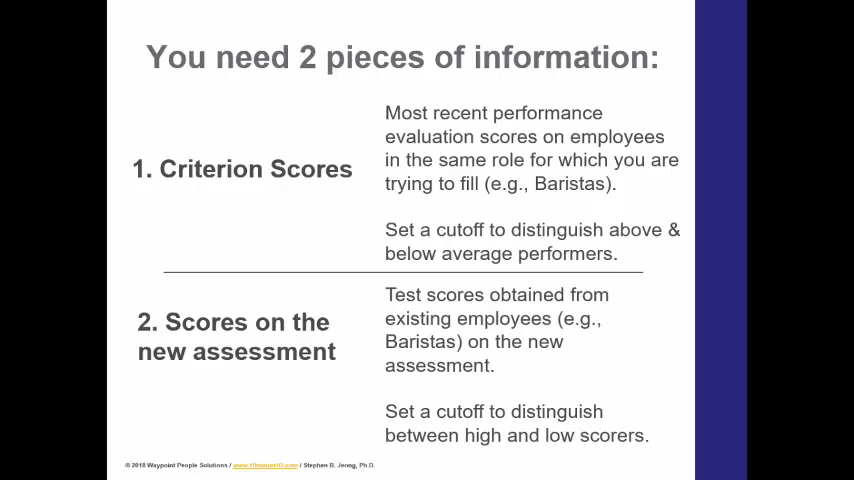 You need 2 pieces of information:
1. Criterion Scores
Most recent performance
evaluation scores on employees
in the same role for which you are
trying to fill (e.g., Baristas).
Set a cutoff to distinguish above &
below average performers.
2. Scores on the
new assessment
Test scores obtained from
existing employees (e.g.,
Baristas) on the new
assessment.
Set a cutoff to distinguish
between high and low scorers.
© 2018 Waypoint People Solutions / / Stephen B. Jeong, Ph.D.